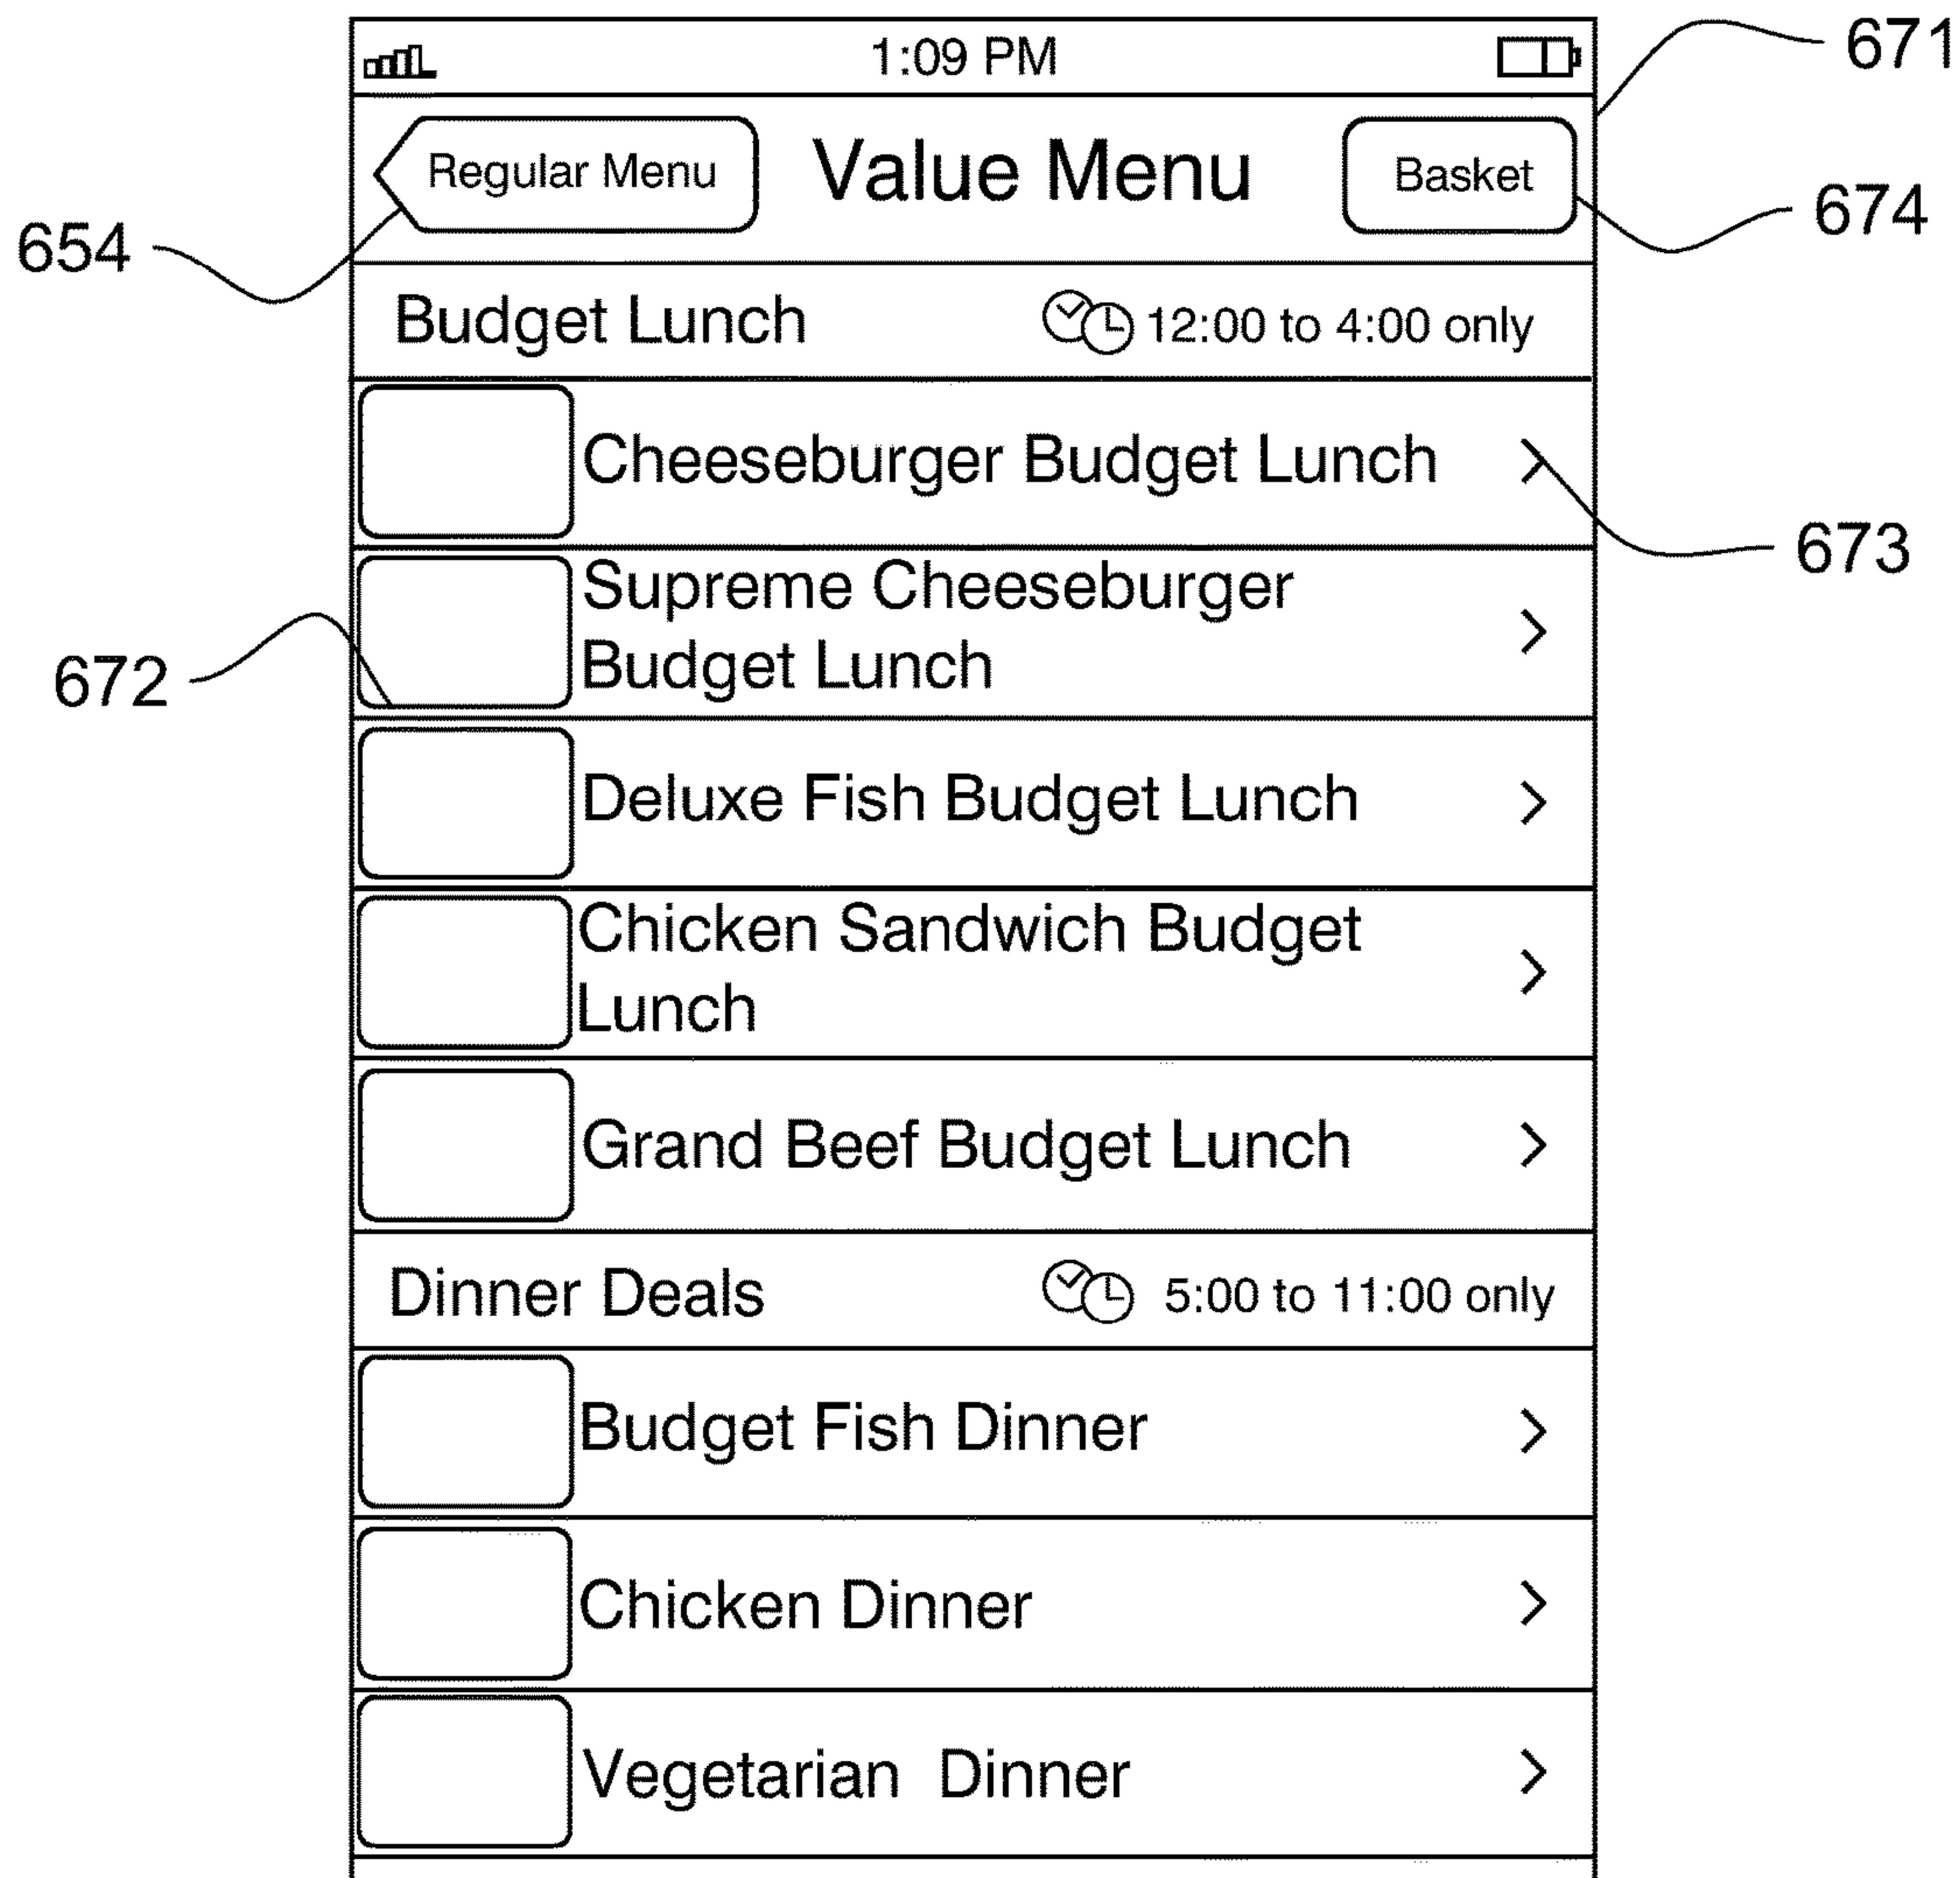 1:09 PM
671
Regular Menu
Value Menu
Basket
674
654
Budget Lunch
12:00 to 4:00 only
Cheeseburger Budget Lunch
673
Supreme Cheeseburger
Budget Lunch
672
Deluxe Fish Budget Lunch
Chicken Sandwich Budget
Lunch
Grand Beef Budget Lunch
Dinner Deals
5:00 to 11:00 only
Budget Fish Dinner
Chicken Dinner
Vegetarian Dinner